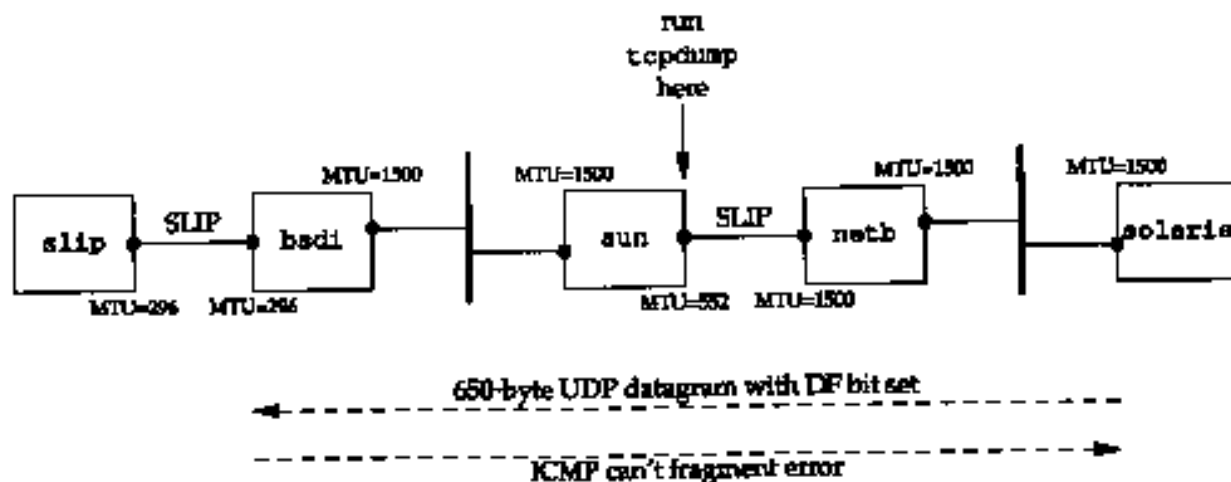 run
tcpdump
here
MTU=1500
MTU=1500
MTU=1500
MTU=1500
slip
SLIP
bsdi
sun
SLIP
netb
solaris
MTU=296
MTU=296
MTU=552
MTU=1500
650-byte UDP datagram with DF bit set
ICMP can't fragment error